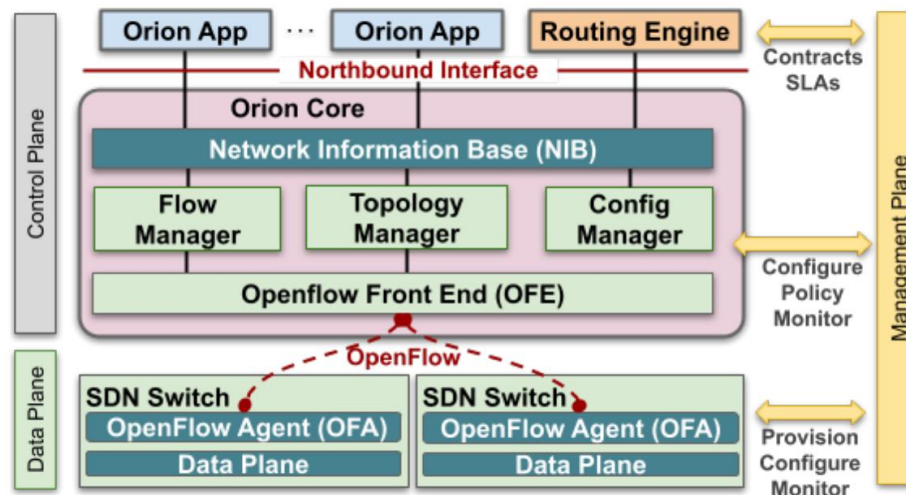 Orion App
...
Orion App
Routing Engine
Contracts
SLAs
Northbound Interface
Control Plane
Orion Core
Network Information Base (NIB)
Flow
Manager
Topology
Manager
Config
Manager
Openflow Front End (OFE)
Configure
Policy
Monitor
Management Plane
OpenFlow
Data Plane
SDN Switch
OpenFlow Agent (OFA)
Data Plane
SDN Switch
OpenFlow Agent (OFA)
Data Plane
Provision
Configure
Monitor